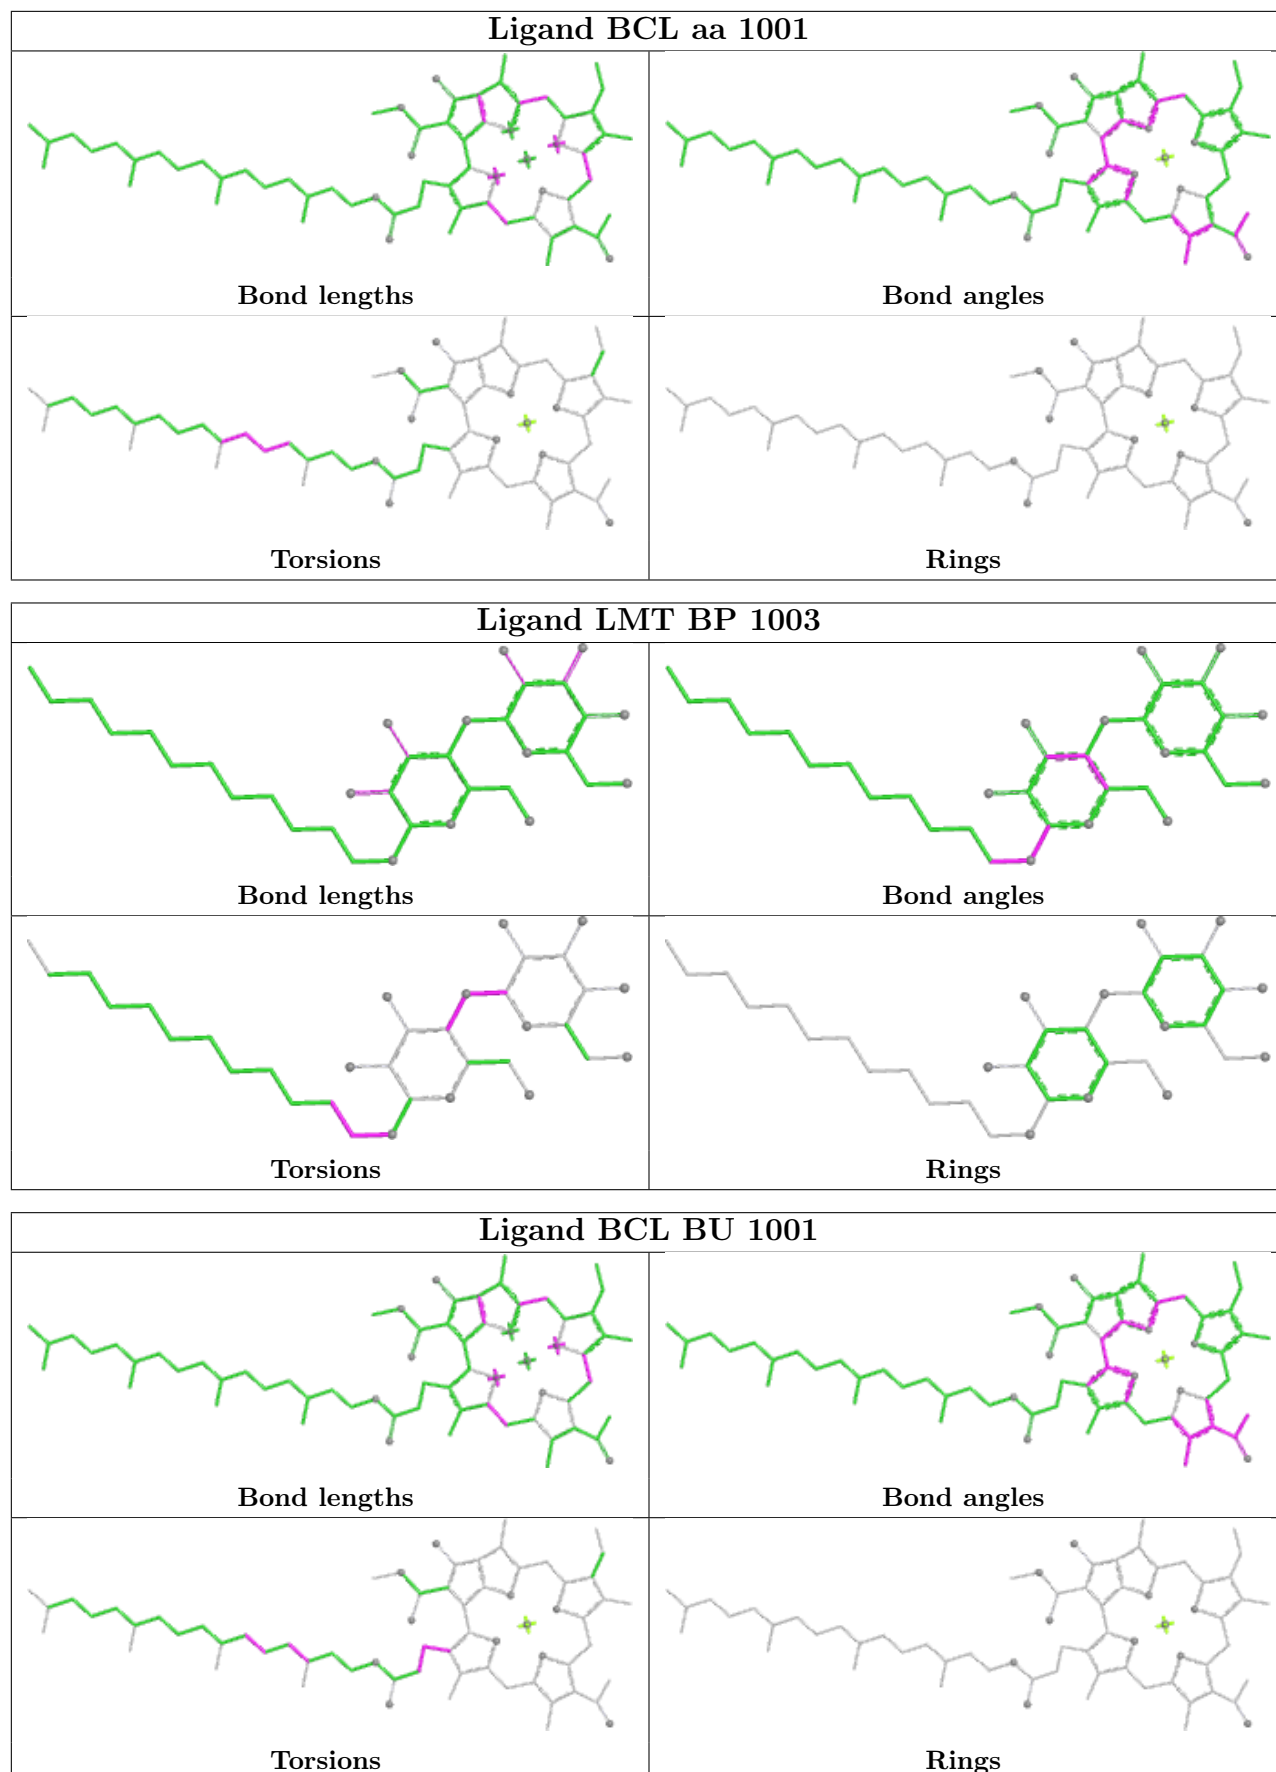 Ligand BCL aa 1001
Bond lengths
Bond angles
Torsions
Rings
Ligand LMT BP 1003
Bond lengths
Bond angles
Torsions
Rings
Ligand BCL BU 1001
Bond lengths
Bond angles
Torsions
Rings